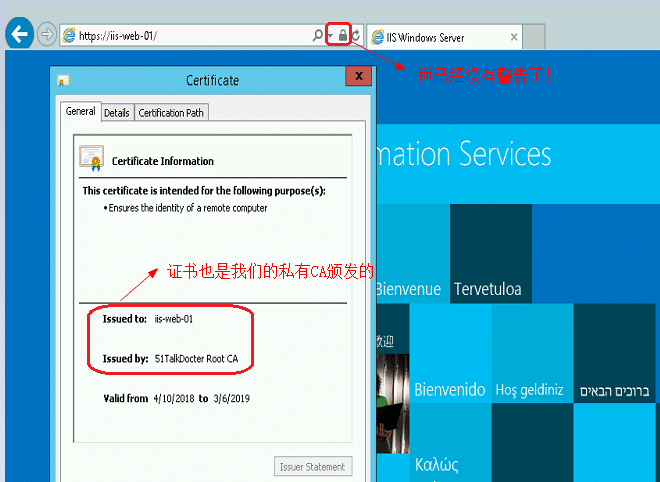 https://iis-web-01/
IIS Windows Server
Certificate
General
Details
Certification Path
Certificate Information
This certificate is intended for the following purpose(s):
• Ensures the identity of a remote computer
证书也是我们的私有CA颁发的
Issued to: iis-web-01
Issued by: 51TalkDocter Root CA
Valid from 4/10/2018 to 3/6/2019
Issuer Statement
已经没有警告了!
mation Services
Bienvenue
Tervetuloa
欢迎
Bienvenido
Hoş geldiniz
ברוכים הבאים
Καλώς